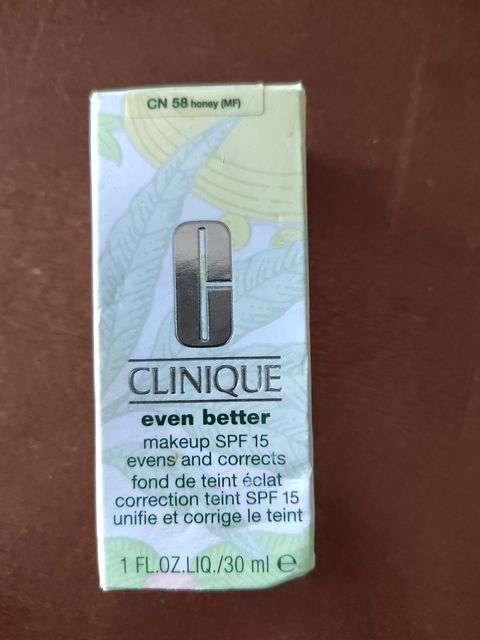 CN 58 honey (MF)
CLINIQUE
even better
makeup SPF 15
evens and corrects
fond de teint éclat
correction teint SPF 15
unifie et corrige le teint
1 FL.OZ.LIQ./30 ml ℮